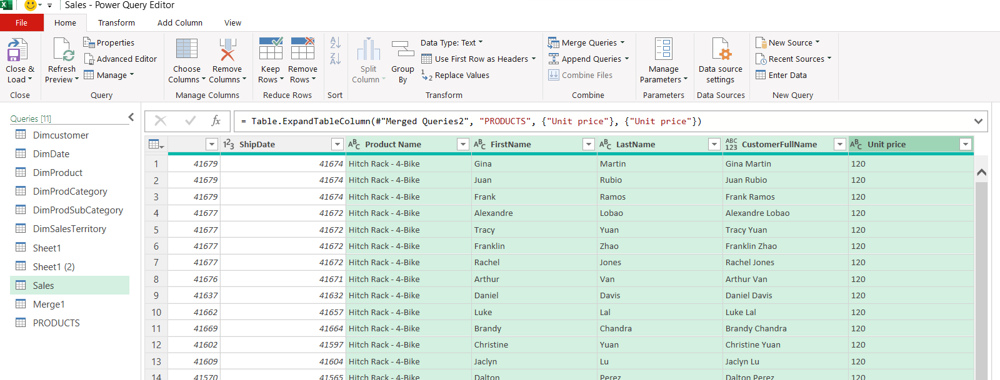 Sales - Power Query Editor
File Home Transform Add Column View
Close & Load
Close
Refresh Preview
Properties
Advanced Editor
Manage
Query
Choose Columns
Remove Columns
Manage Columns
Keep Rows
Remove Rows
Reduce Rows
Sort
Split Column
Group By
Data Type: Text
Use First Row as Headers
Replace Values
Transform
Merge Queries
Append Queries
Combine Files
Combine
Manage Parameters
Parameters
Data source settings
Data Sources
New Source
Recent Sources
Enter Data
New Query
Queries [11]
Dimcustomer
DimDate
DimProduct
DimProdCategory
DimProdSubCategory
DimSalesTerritory
Sheet1
Sheet1 (2)
Sales
Merge1
PRODUCTS
fx
= Table.ExpandTableColumn(#"Merged Queries2", "PRODUCTS", {"Unit price"}, {"Unit price"})
123 ShipDate ABC Product Name ABC FirstName ABC LastName ABC 123 CustomerFullName ABC Unit price
1 41679 41674 Hitch Rack - 4-Bike Gina Martin Gina Martin 120
2 41679 41674 Hitch Rack - 4-Bike Juan Rubio Juan Rubio 120
3 41679 41674 Hitch Rack - 4-Bike Frank Ramos Frank Ramos 120
4 41677 41672 Hitch Rack - 4-Bike Alexandre Lobao Alexandre Lobao 120
5 41677 41672 Hitch Rack - 4-Bike Tracy Yuan Tracy Yuan 120
6 41677 41672 Hitch Rack - 4-Bike Franklin Zhao Franklin Zhao 120
7 41677 41672 Hitch Rack - 4-Bike Rachel Jones Rachel Jones 120
8 41676 41671 Hitch Rack - 4-Bike Arthur Van Arthur Van 120
9 41637 41632 Hitch Rack - 4-Bike Daniel Davis Daniel Davis 120
10 41662 41657 Hitch Rack - 4-Bike Luke Lal Luke Lal 120
11 41669 41664 Hitch Rack - 4-Bike Brandy Chandra Brandy Chandra 120
12 41602 41597 Hitch Rack - 4-Bike Christine Yuan Christine Yuan 120
13 41609 41604 Hitch Rack - 4-Bike Jaclyn Lu Jaclyn Lu 120
14 41570 41565 Hitch Rack - 4-Bike Dalton Perez Dalton Perez 120